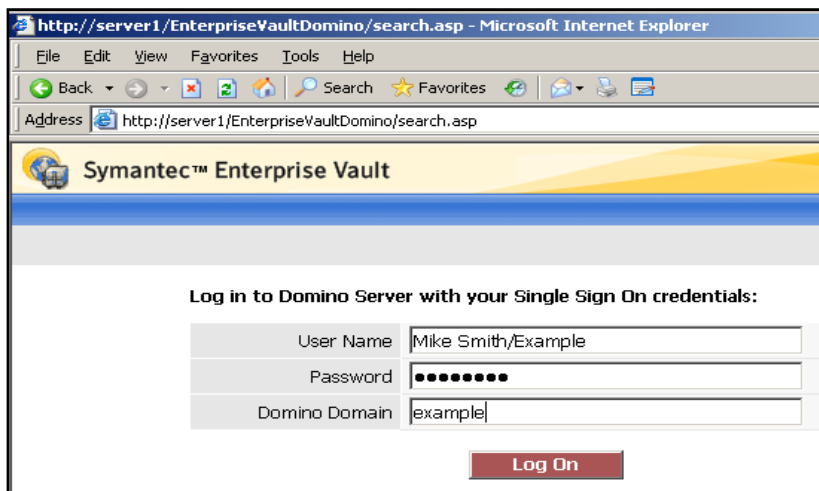 http://server1/EnterpriseVaultDomino/search.asp - Microsoft Internet Explorer
File Edit View Favorites Tools Help
Back Search Favorites
Address http://server1/EnterpriseVaultDomino/search.asp
Symantec™ Enterprise Vault
Log in to Domino Server with your Single Sign On credentials:
User Name Mike Smith/Example
Password ●●●●●●●●
Domino Domain example
Log On